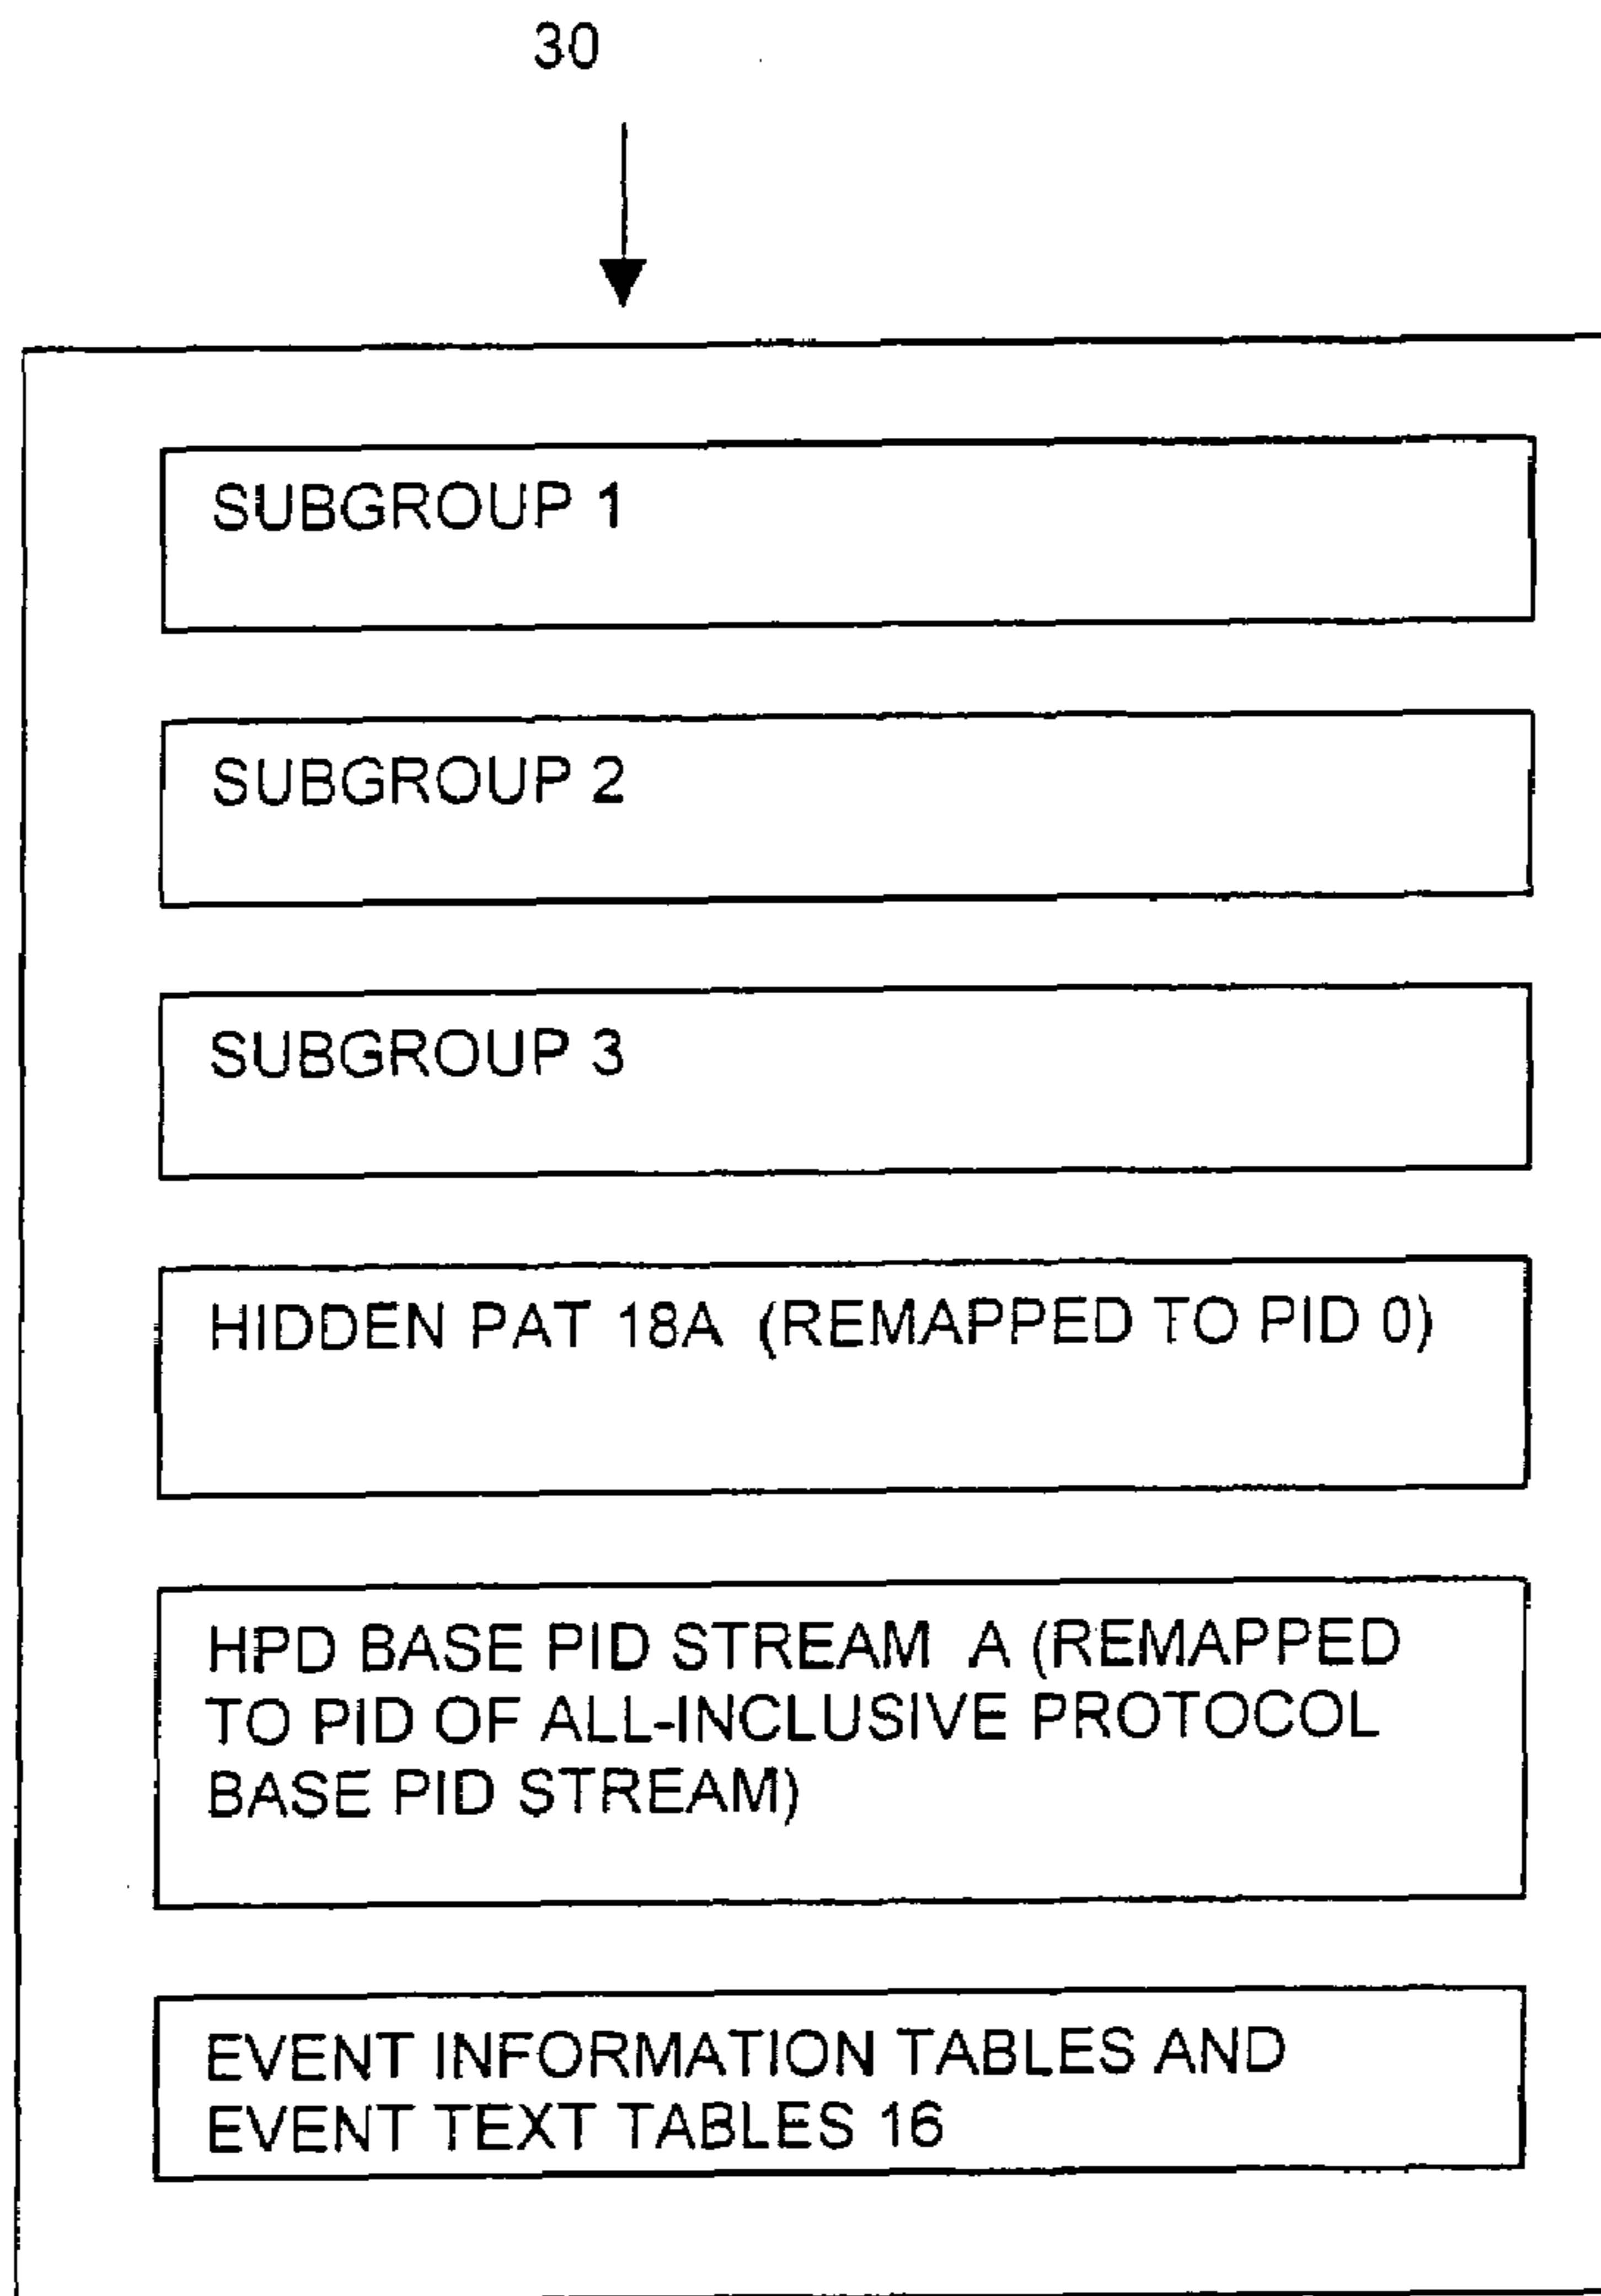 30
SUBGROUP 1
SUBGROUP 2
SUBGROUP 3
HIDDEN PAT 18A (REMAPPED TO PID 0)
HPD BASE PID STREAM A (REMAPPED
TO PID OF ALL-INCLUSIVE PROTOCOL
BASE PID STREAM)
EVENT INFORMATION TABLES AND
EVENT TEXT TABLES 16